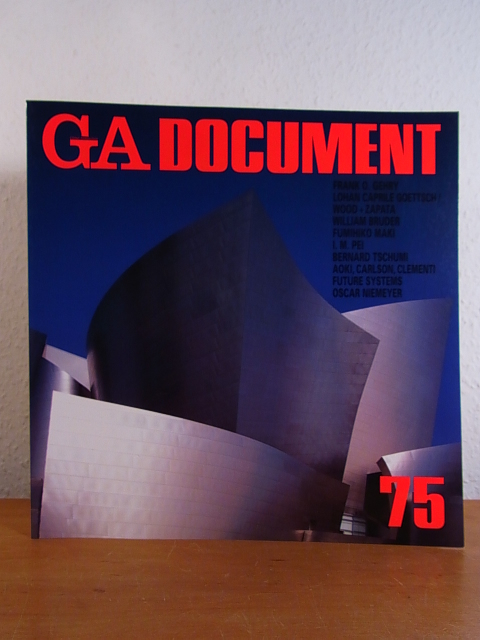 GA DOCUMENT
FRANK O. GEHRY
LOHAN CAPRILE GOETTSCH /
WOOD + ZAPATA
WILLIAM BRUDER
FUMIHIKO MAKI
I. M. PEI
BERNARD TSCHUMI
AOKI, CARLSON, CLEMENTI
FUTURE SYSTEMS
OSCAR NIEMEYER
75